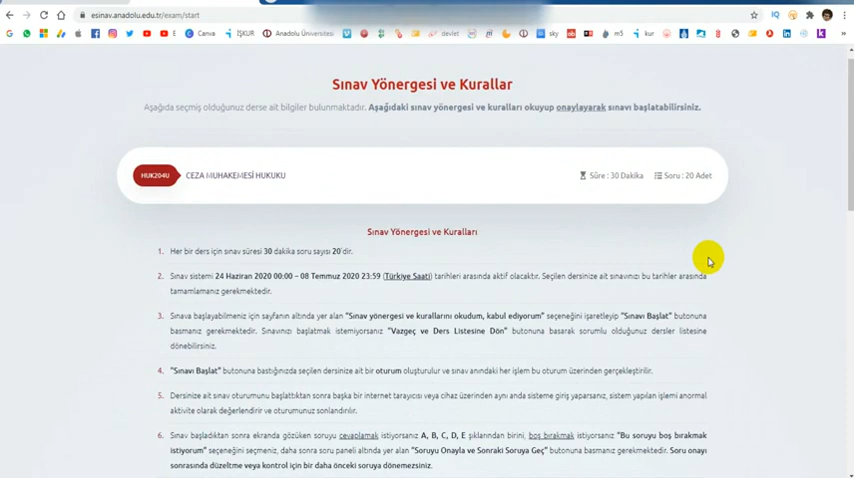 esinav.anadolu.edu.tr/exam/start
Canva İŞKUR Anadolu Üniversitesi devlet sky m5 kur
Sınav Yönergesi ve Kurallar
Aşağıda seçmiş olduğunuz derse ait bilgiler bulunmaktadır. Aşağıdaki sınav yönergesi ve kuralları okuyup onaylayarak sınavı başlatabilirsiniz.
HUK204U CEZA MUHAKEMESİ HUKUKU Süre : 30 Dakika Soru : 20 Adet
Sınav Yönergesi ve Kuralları
1. Her bir ders için sınav süresi 30 dakika soru sayısı 20'dir.
2. Sınav sistemi 24 Haziran 2020 00:00 – 08 Temmuz 2020 23:59 (Türkiye Saati) tarihleri arasında aktif olacaktır. Seçilen dersinize ait sınavınızı bu tarihler arasında
tamamlamanız gerekmektedir.
3. Sınava başlayabilmeniz için sayfanın altında yer alan "Sınav yönergesi ve kurallarını okudum, kabul ediyorum" seçeneğini işaretleyip "Sınavı Başlat" butonuna
basmanız gerekmektedir. Sınavınızı başlatmak istemiyorsanız "Vazgeç ve Ders Listesine Dön" butonuna basarak sorumlu olduğunuz dersler listesine
dönebilirsiniz.
4. "Sınavı Başlat" butonuna bastığınızda seçilen dersinize ait bir oturum oluşturulur ve sınav anındaki her işlem bu oturum üzerinden gerçekleştirilir.
5. Dersinize ait sınav oturumunu başlattıktan sonra başka bir internet tarayıcısı veya cihaz üzerinden aynı anda sisteme giriş yaparsanız, sistem yapılan işlemi anormal
aktivite olarak değerlendirir ve oturumunuz sonlandırılır.
6. Sınav başladıktan sonra ekranda gözüken soruyu cevaplamak istiyorsanız A, B, C, D, E şıklarından birini, boş bırakmak istiyorsanız "Bu soruyu boş bırakmak
istiyorum" seçeneğini seçmeniz, daha sonra soru paneli altında yer alan "Soruyu Onayla ve Sonraki Soruya Geç" butonuna basmanız gerekmektedir. Soru onayı
sonrasında düzeltme veya kontrol için bir daha önceki soruya dönemezsiniz.